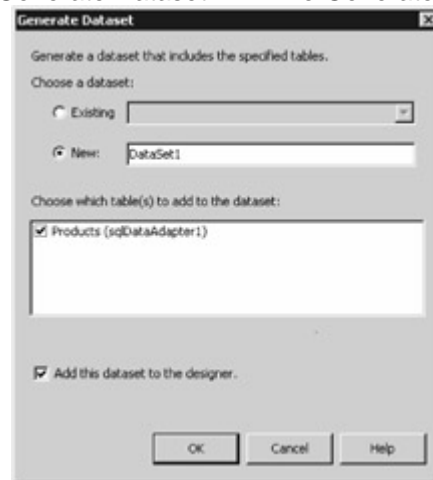 Generate Dataset
Generate a dataset that includes the specified tables.
Choose a dataset:
Existing
New:
DataSet1
Choose which table(s) to add to the dataset:
Products (sqlDataAdapter1)
Add this dataset to the designer.
OK
Cancel
Help